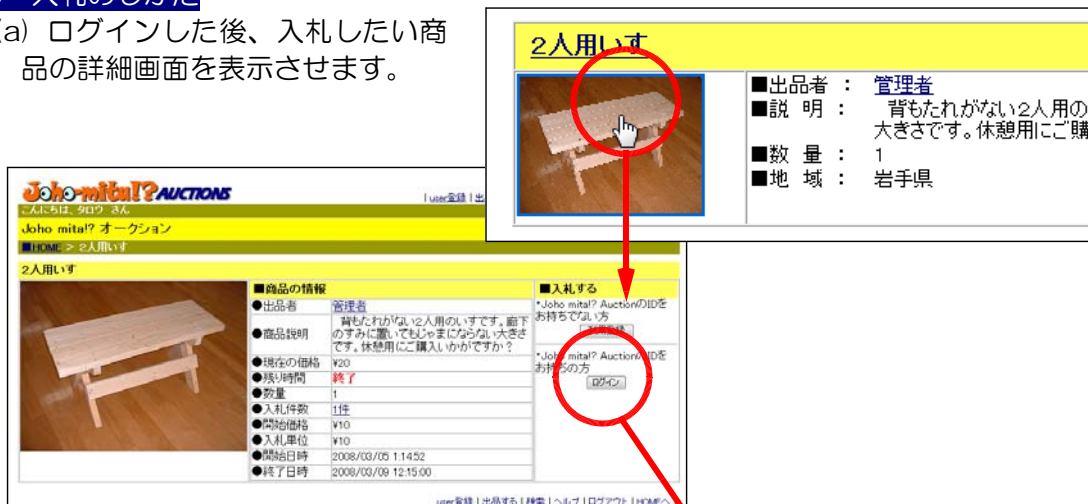 入札のしかた
(a) ログインした後、入札したい商
品の詳細画面を表示させます。
2人用いす
■出品者 : 管理者
■説 明 : 背もたれがない2人用の
大きさです。休憩用にご購
■数 量 : 1
■地 域 : 岩手県
Joho-mital!?AUCTIONS
| user登録 | 出
こんにちは、タロウ さん
Joho mita!? オークション
■HOME > 2人用いす
2人用いす
■商品の情報
●出品者 管理者
●商品説明 背もたれがない2人用のいすです。廊下
のすみに置いてもじゃまにならない大きさ
です。休憩用にご購入いかがですか?
●現在の価格 ¥20
●残り時間 終了
●数量 1
●入札件数 1件
●開始価格 ¥10
●入札単位 ¥10
●開始日時 2008/03/05 1:14:52
●終了日時 2008/03/09 12:15:00
■入札する
*Joho mita!? AuctionのIDを
お持ちでない方
利用登録
*Joho mita!? AuctionのIDを
お持ちの方
ログイン
user登録 | 出品する | 検索 | ヘルプ | ログアウト | HOMEへ